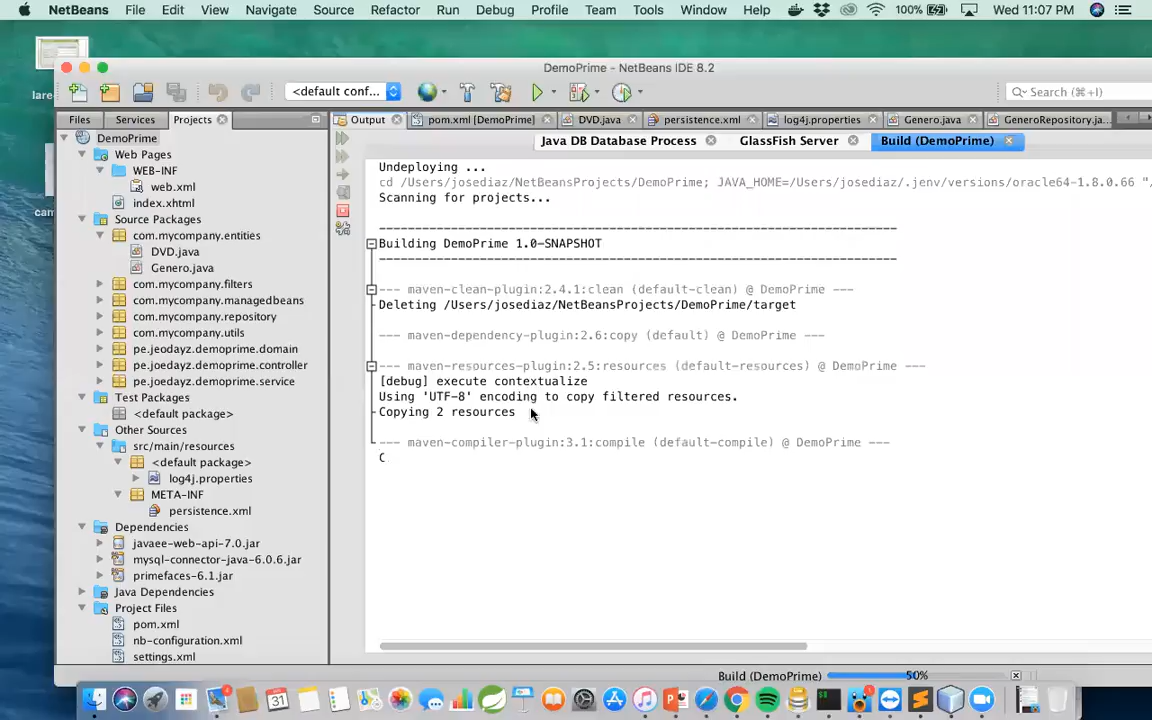 NetBeans File Edit View Navigate Source Refactor Run Debug Profile Team Tools Window Help 100% Wed 11:07 PM
DemoPrime - NetBeans IDE 8.2
lare
<default conf...
Search (⌘+I)
Files Services Projects
Output pom.xml [DemoPrime] DVD.java persistence.xml log4j.properties Genero.java GeneroRepository.ja...
Java DB Database Process GlassFish Server Build (DemoPrime)
DemoPrime
Web Pages
WEB-INF
web.xml
index.xhtml
Source Packages
com.mycompany.entities
DVD.java
Genero.java
com.mycompany.filters
com.mycompany.managedbeans
com.mycompany.repository
com.mycompany.utils
pe.jeodayz.demoprime.domain
pe.joedayz.demoprime.controller
pe.joedayz.demoprime.service
Test Packages
<default package>
Other Sources
src/main/resources
<default package>
log4j.properties
META-INF
persistence.xml
Dependencies
javaee-web-api-7.0.jar
mysql-connector-java-6.0.6.jar
primefaces-6.1.jar
Java Dependencies
Project Files
pom.xml
nb-configuration.xml
settings.xml
cam
Undeploying ...
cd /Users/josediaz/NetBeansProjects/DemoPrime; JAVA_HOME=/Users/josediaz/.jenv/versions/oracle64-1.8.0.66 "/
Scanning for projects...
------------------------------------------------------------------------
Building DemoPrime 1.0-SNAPSHOT
------------------------------------------------------------------------
--- maven-clean-plugin:2.4.1:clean (default-clean) @ DemoPrime ---
Deleting /Users/josediaz/NetBeansProjects/DemoPrime/target
--- maven-dependency-plugin:2.6:copy (default) @ DemoPrime ---
--- maven-resources-plugin:2.5:resources (default-resources) @ DemoPrime ---
[debug] execute contextualize
Using 'UTF-8' encoding to copy filtered resources.
Copying 2 resources
--- maven-compiler-plugin:3.1:compile (default-compile) @ DemoPrime ---
C
Build (DemoPrime) 50%
31